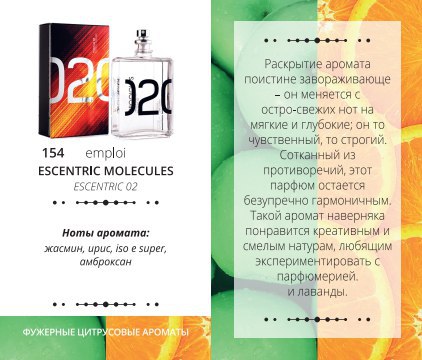 020
020
154 emploi
ESCENTRIC MOLECULES
ESCENTRIC 02
Ноты аромата:
жасмин, ирис, iso e super,
амброксан
ФУЖЕРНЫЕ ЦИТРУСОВЫЕ АРОМАТЫ
Раскрытие аромата
поистине завораживающе
– он меняется с
остро-свежих нот на
мягкие и глубокие; он то
чувственный, то строгий.
Сотканный из
противоречий, этот
парфюм остается
безупречно гармоничным.
Такой аромат наверняка
понравится креативным и
смелым натурам, любящим
экспериментировать с
парфюмерией.
и лаванды.